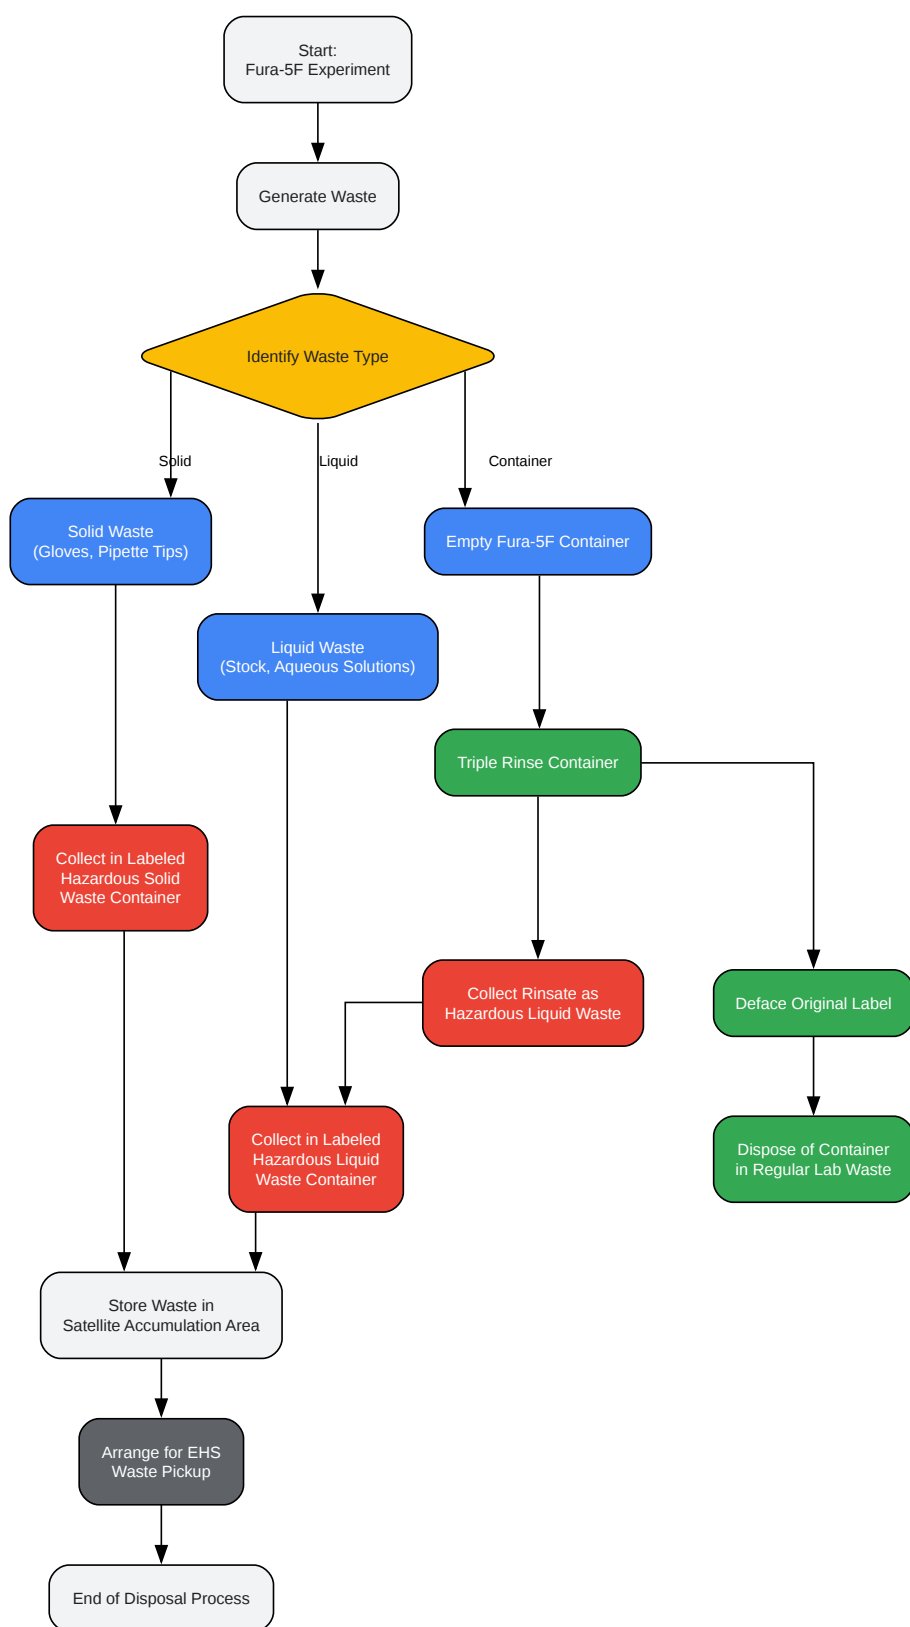 Start:
Fura-5F Experiment
Generate Waste
Identify Waste Type
Solid
Liquid
Container
Solid Waste
(Gloves, Pipette Tips)
Empty Fura-5F Container
Liquid Waste
(Stock, Aqueous Solutions)
Triple Rinse Container
Collect in Labeled
Hazardous Solid
Waste Container
Collect Rinsate as
Hazardous Liquid Waste
Deface Original Label
Collect in Labeled
Hazardous Liquid
Waste Container
Dispose of Container
in Regular Lab Waste
Store Waste in
Satellite Accumulation Area
Arrange for EHS
Waste Pickup
End of Disposal Process